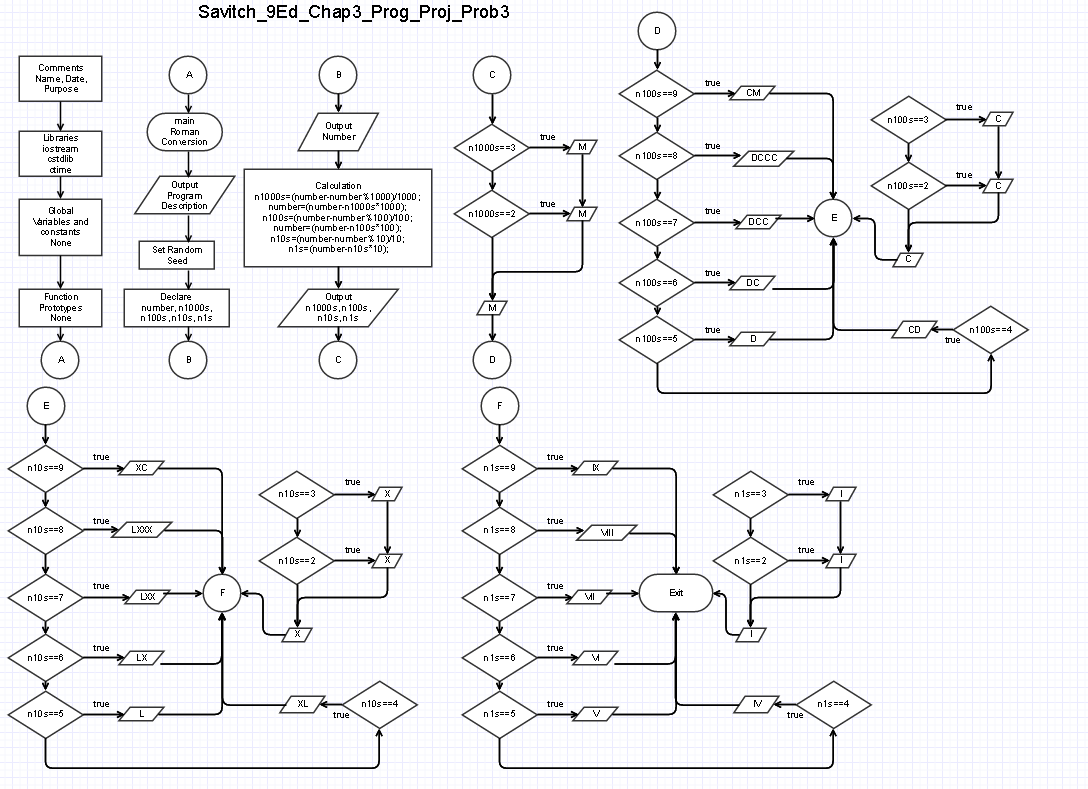 Savitch_9Ed_Chap3_Prog_Proj_Prob3
Comments
Name, Date,
Purpose
Libraries
iostream
cstdlib
ctime
Global
Variables and
constants
None
Function
Prototypes
None
A
A
main
Roman
Conversion
Output
Program
Description
Set Random
Seed
Declare
number, n1000s,
n100s, n10s, n1s
B
B
Output
Number
Calculation
n1000s=(number-number%1000)/1000;
number=(number-n1000s*1000);
n100s=(number-number%100)/100;
number=(number-n100s*100);
n10s=(number-number%10)/10;
n1s=(number-n10s*10);
Output
n1000s, n100s,
n10s, n1s
C
C
n1000s==3
true
M
n1000s==2
true
M
M
D
D
n100s==9
true
CM
n100s==8
true
DCCC
n100s==7
true
DCC
n100s==6
true
DC
n100s==5
true
D
E
n100s==3
true
C
n100s==2
true
C
C
n100s==4
true
CD
E
n10s==9
true
XC
n10s==8
true
LXXX
n10s==7
true
LXX
n10s==6
true
LX
n10s==5
true
L
F
n10s==3
true
X
n10s==2
true
X
X
n10s==4
true
XL
F
n1s==9
true
IX
n1s==8
true
VIII
n1s==7
true
VII
n1s==6
true
VI
n1s==5
true
V
Exit
n1s==3
true
I
n1s==2
true
I
I
n1s==4
true
IV